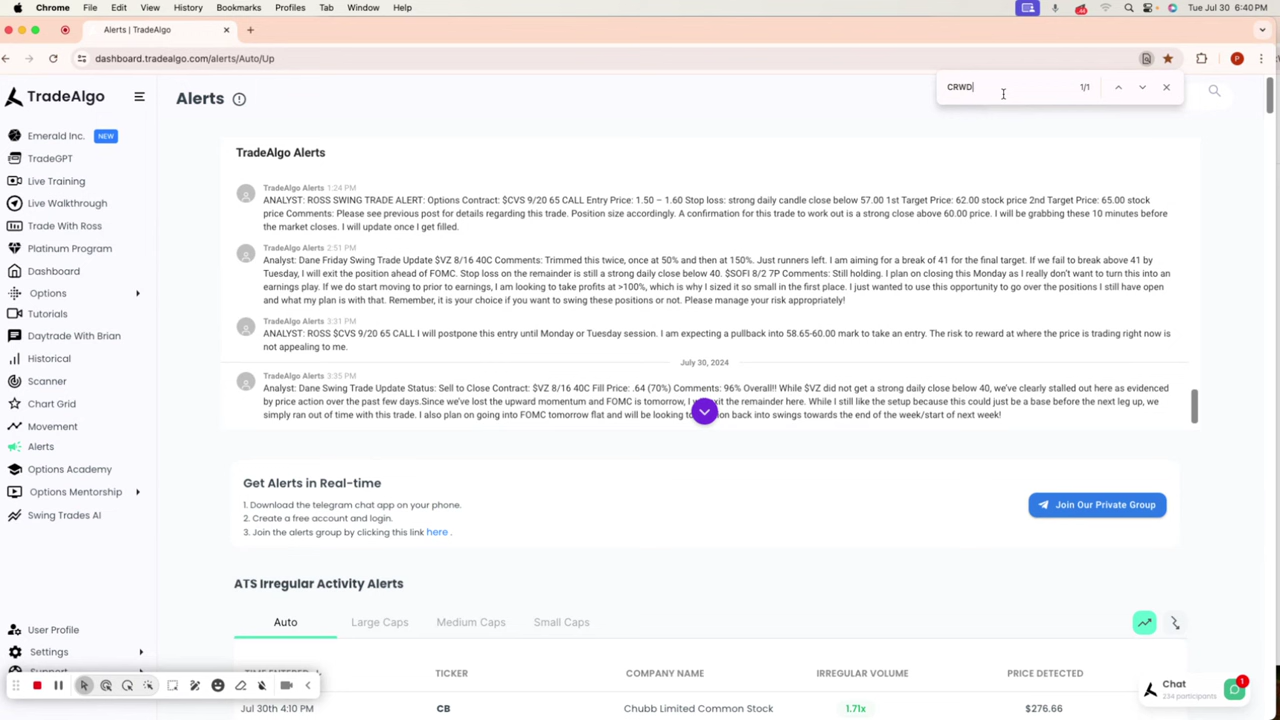 Chrome File Edit View History Bookmarks Profiles Tab Window Help Tue Jul 30 6:40 PM
Alerts | TradeAlgo
dashboard.tradealgo.com/alerts/Auto/Up
CRWD 1/1
TradeAlgo
Alerts
Emerald Inc. NEW
TradeGPT
Live Training
Live Walkthrough
Trade With Ross
Platinum Program
Dashboard
Options
Tutorials
Daytrade With Brian
Historical
Scanner
Chart Grid
Movement
Alerts
Options Academy
Options Mentorship
Swing Trades AI
User Profile
Settings
Support
TradeAlgo Alerts
TradeAlgo Alerts 1:24 PM
ANALYST: ROSS SWING TRADE ALERT: Options Contract: $CVS 9/20 65 CALL Entry Price: 1.50 – 1.60 Stop loss: strong daily candle close below 57.00 1st Target Price: 62.00 stock price 2nd Target Price: 65.00 stock
price Comments: Please see previous post for details regarding this trade. Position size accordingly. A confirmation for this trade to work out is a strong close above 60.00 price. I will be grabbing these 10 minutes before
the market closes. I will update once I get filled.
TradeAlgo Alerts 2:51 PM
Analyst: Dane Friday Swing Trade Update $VZ 8/16 40C Comments: Trimmed this twice, once at 50% and then at 150%. Just runners left. I am aiming for a break of 41 for the final target. If we fail to break above 41 by
Tuesday, I will exit the position ahead of FOMC. Stop loss on the remainder is still a strong daily close below 40. $SOFI 8/2 7P Comments: Still holding. I plan on closing this Monday as I really don't want to turn this into an
earnings play. If we do start moving to prior to earnings, I am looking to take profits at >100%, which is why I sized it so small in the first place. I just wanted to use this opportunity to go over the positions I still have open
and what my plan is with that. Remember, it is your choice if you want to swing these positions or not. Please manage your risk appropriately!
TradeAlgo Alerts 3:31 PM
ANALYST: ROSS $CVS 9/20 65 CALL I will postpone this entry until Monday or Tuesday session. I am expecting a pullback into 58.65-60.00 mark to take an entry. The risk to reward at where the price is trading right now is
not appealing to me.
July 30, 2024
TradeAlgo Alerts 3:35 PM
Analyst: Dane Swing Trade Update Status: Sell to Close Contract: $VZ 8/16 40C Fill Price: .64 (70%) Comments: 96% Overall!! While $VZ did not get a strong daily close below 40, we've clearly stalled out here as evidenced
by price action over the past few days.Since we've lost the upward momentum and FOMC is tomorrow, I exit the remainder here. While I still like the setup because this could just be a base before the next leg up, we
simply ran out of time with this trade. I also plan on going into FOMC tomorrow flat and will be looking to back into swings towards the end of the week/start of next week!
Get Alerts in Real-time
1. Download the telegram chat app on your phone.
2. Create a free account and login.
3. Join the alerts group by clicking this link here .
Join Our Private Group
ATS Irregular Activity Alerts
Auto Large Caps Medium Caps Small Caps
TIME ENTERED TICKER COMPANY NAME IRREGULAR VOLUME PRICE DETECTED
Jul 30th 4:10 PM CB Chubb Limited Common Stock 1.71x $276.66
Chat 1
234 participants